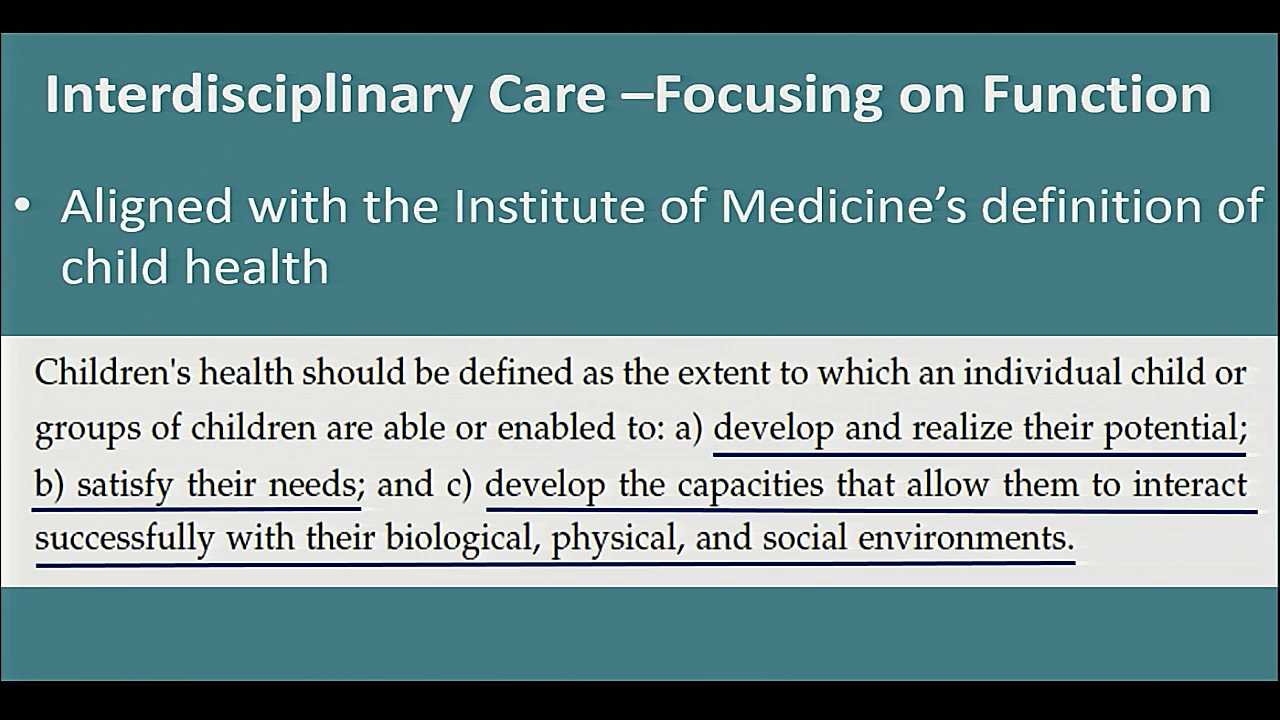 Interdisciplinary Care –Focusing on Function
• Aligned with the Institute of Medicine’s definition of
child health
Children's health should be defined as the extent to which an individual child or
groups of children are able or enabled to: a) develop and realize their potential;
b) satisfy their needs; and c) develop the capacities that allow them to interact
successfully with their biological, physical, and social environments.